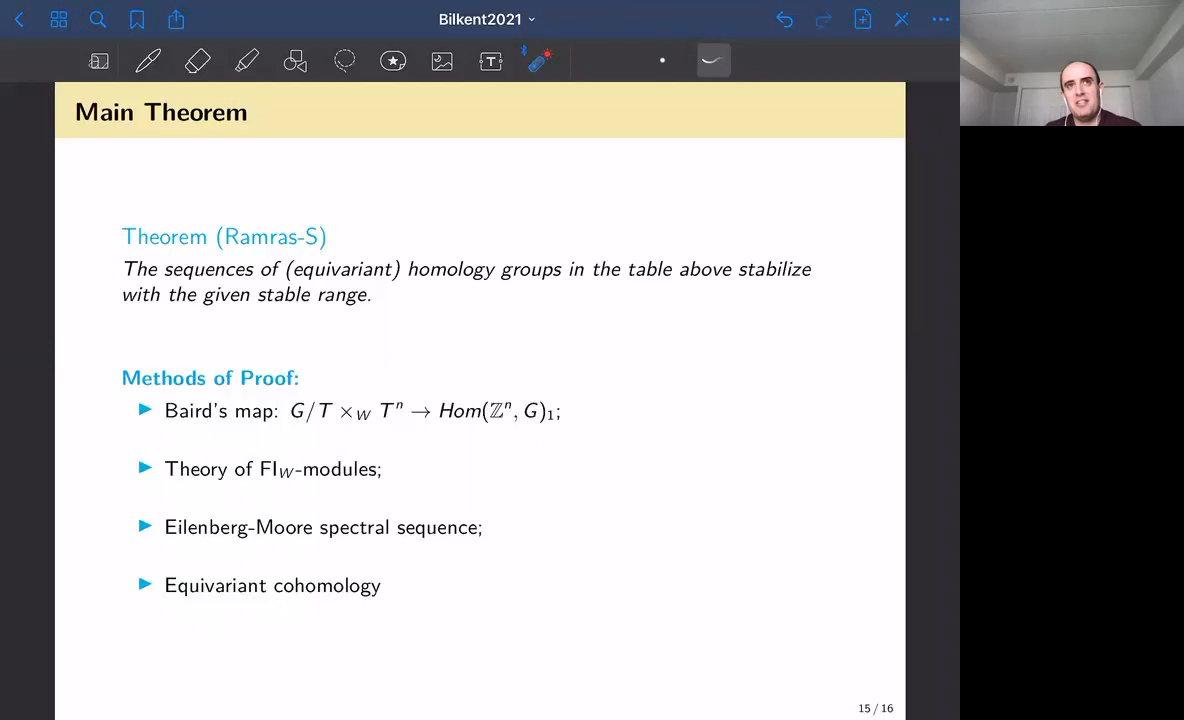 Bilkent2021
T
Main Theorem
Theorem (Ramras-S)
The sequences of (equivariant) homology groups in the table above stabilize
with the given stable range.
Methods of Proof:
▶ Baird's map: G/T ×_W T^n → Hom(ℤ^n, G)_1;
▶ Theory of FI_W-modules;
▶ Eilenberg-Moore spectral sequence;
▶ Equivariant cohomology
15 / 16